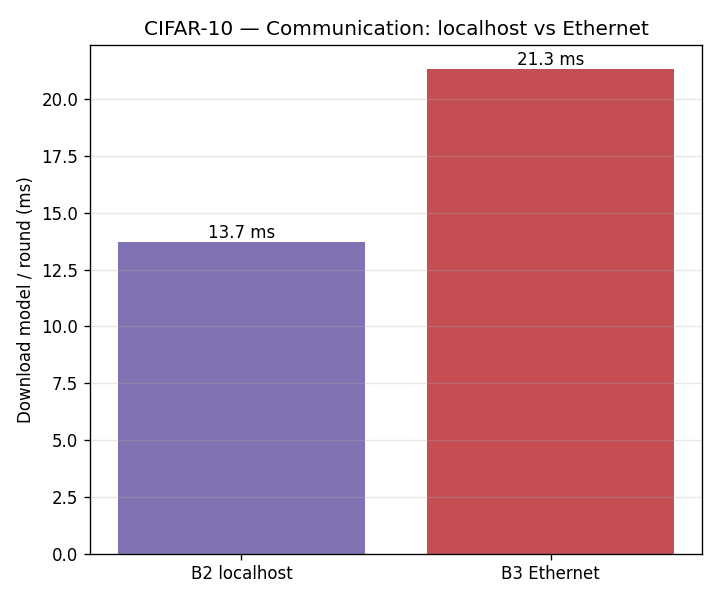 CIFAR-10 — Communication: localhost vs Ethernet
21.3 ms
13.7 ms
Download model / round (ms)
20.0
17.5
15.0
12.5
10.0
7.5
5.0
2.5
0.0
B2 localhost
B3 Ethernet